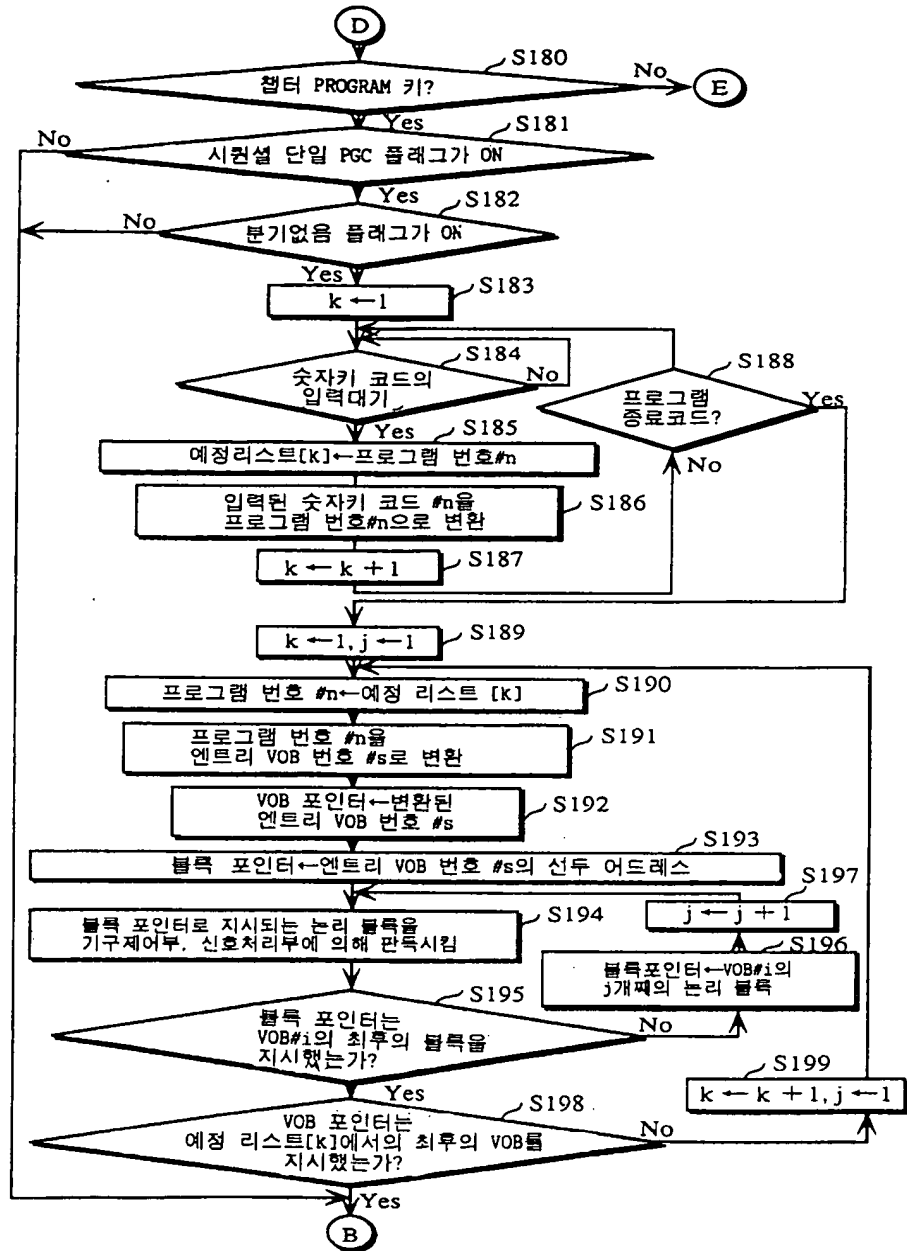 D
S180
챕터 PROGRAM 키?
No
E
Yes
S181
No
시퀀셜 단일 PGC 플래그가 ON
Yes
S182
No
분기없음 플래그가 ON
Yes
S183
k ← 1
S184
숫자키 코드의
입력대기
No
S188
프로그램
종료코드?
Yes
No
Yes
S185
예정리스트[k]←프로그램 번호#n
입력된 숫자키 코드 #n을
프로그램 번호#n으로 변환
S186
k ← k + 1
S187
k ← 1, j ← 1
S189
프로그램 번호 #n←예정 리스트 [k]
S190
프로그램 번호 #n을
엔트리 VOB 번호 #s로 변환
S191
VOB 포인터←변환된
엔트리 VOB 번호 #s
S192
S193
블록 포인터←엔트리 VOB 번호 #s의 선두 어드레스
S197
j ← j + 1
블록 포인터로 지시되는 논리 블록을
기구제어부, 신호처리부에 의해 판독시킴
S194
S196
블록포인터←VOB#i의
j개째의 논리 블록
S195
블록 포인터는
VOB#i의 최후의 블록을
지시했는가?
No
Yes
S199
k ← k + 1, j ← 1
S198
VOB 포인터는
예정 리스트[k]에서의 최후의 VOB를
지시했는가?
No
Yes
B